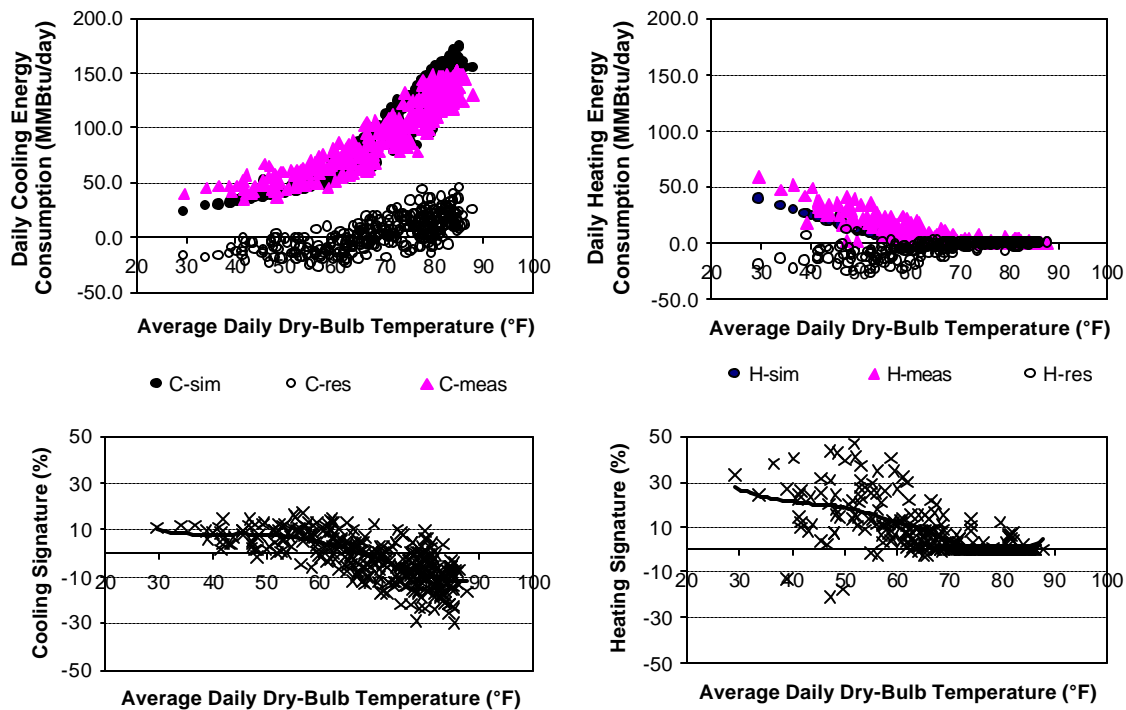 Daily Cooling Energy
Consumption (MMBtu/day)
200.0
150.0
100.0
50.0
0.0
-50.0
20 30 40 50 60 70 80 90 100
Average Daily Dry-Bulb Temperature (°F)
C-sim C-res C-meas
Daily Heating Energy
Consumption (MMBtu/day)
200.0
150.0
100.0
50.0
0.0
-50.0
20 30 40 50 60 70 80 90 100
Average Daily Dry-Bulb Temperature (°F)
H-sim H-meas H-res
Cooling Signature (%)
50
30
10
-10
-30
-50
20 30 40 50 60 70 80 90 100
Average Daily Dry-Bulb Temperature (°F)
Heating Signature (%)
50
30
10
-10
-30
-50
20 30 40 50 60 70 80 90 100
Average Daily Dry-Bulb Temperature (°F)